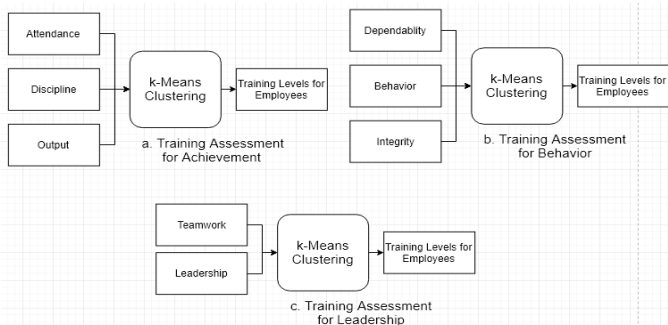 Attendance
Discipline
Output
k-Means
Clustering
Training Levels for
Employees
a. Training Assessment
for Achievement
Dependablity
Behavior
Integrity
k-Means
Clustering
Training Levels for
Employees
b. Training Assessment
for Behavior
Teamwork
Leadership
k-Means
Clustering
Training Levels for
Employees
c. Training Assessment
for Leadership